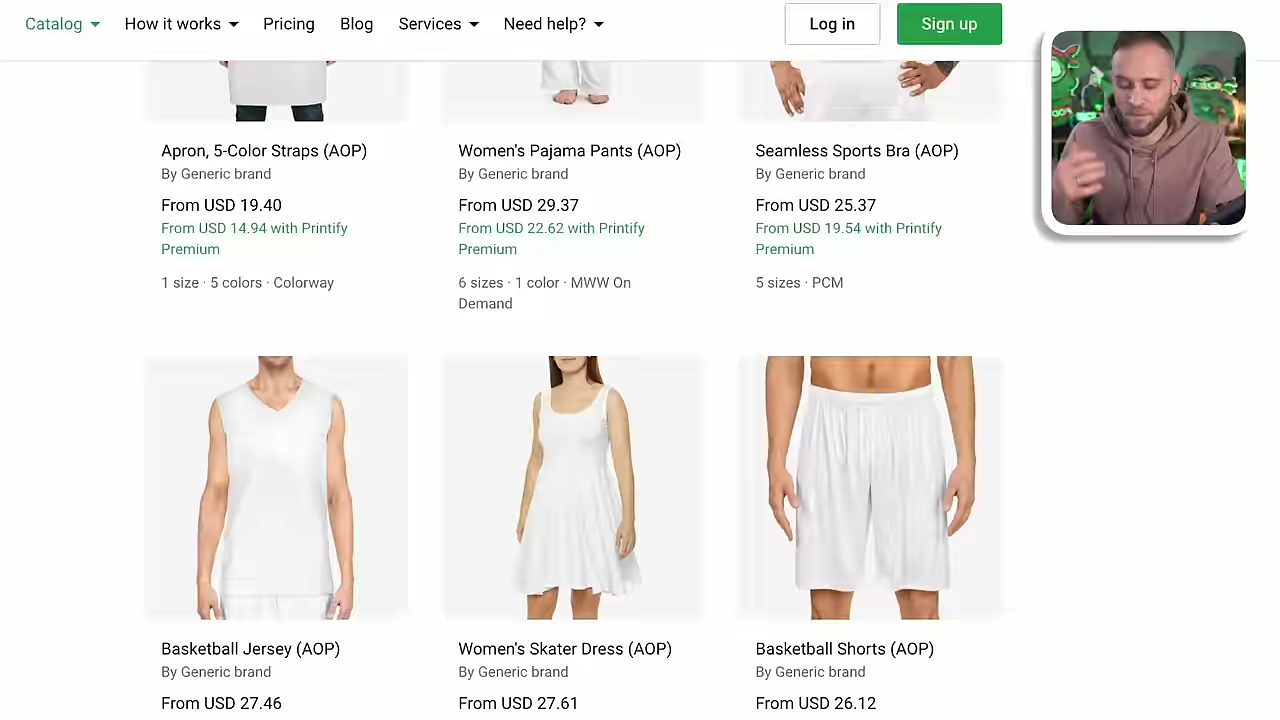 Catalog How it works Pricing Blog Services Need help? Log in Sign up
Apron, 5-Color Straps (AOP)
By Generic brand
From USD 19.40
From USD 14.94 with Printify
Premium
1 size · 5 colors · Colorway
Women's Pajama Pants (AOP)
By Generic brand
From USD 29.37
From USD 22.62 with Printify
Premium
6 sizes · 1 color · MWW On
Demand
Seamless Sports Bra (AOP)
By Generic brand
From USD 25.37
From USD 19.54 with Printify
Premium
5 sizes · PCM
Basketball Jersey (AOP)
By Generic brand
From USD 27.46
Women's Skater Dress (AOP)
By Generic brand
From USD 27.61
Basketball Shorts (AOP)
By Generic brand
From USD 26.12